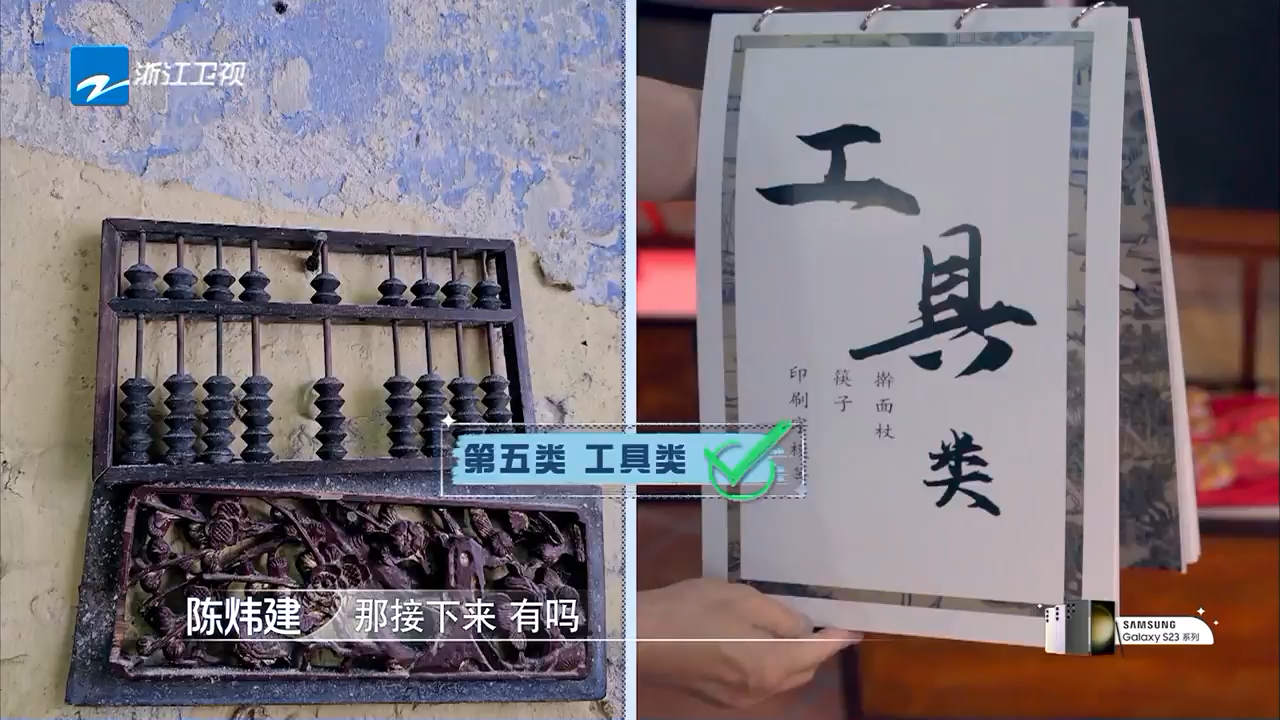 浙江卫视
工具类
擀面杖
筷子
印刷字
第五类 工具类
陈炜建 那接下来 有吗
SAMSUNG
Galaxy S23 系列